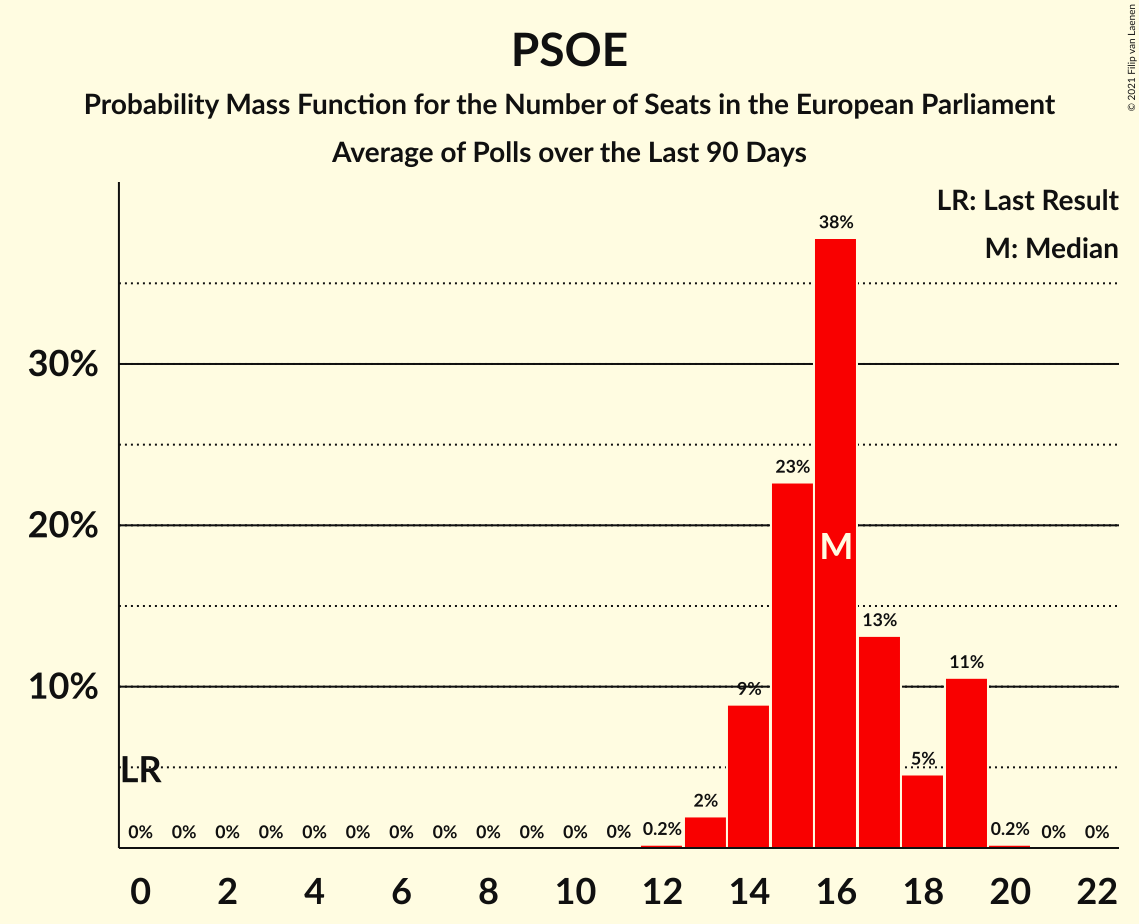 © 2021 Filip van Laenen
PSOE
Probability Mass Function for the Number of Seats in the European Parliament
Average of Polls over the Last 90 Days
LR: Last Result
M: Median
30%
20%
10%
LR
M
0% 0% 0% 0% 0% 0% 0% 0% 0% 0% 0% 0% 0.2% 2% 9% 23% 38% 13% 5% 11% 0.2% 0% 0%
0 2 4 6 8 10 12 14 16 18 20 22